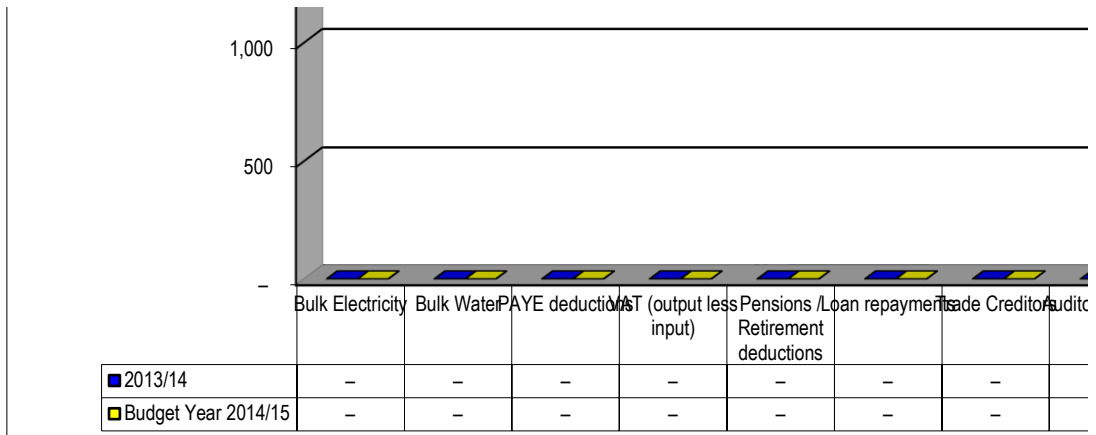 1,000
500
–
Bulk Electricity Bulk Water PAYE deductions VAT (output less Pensions / Loan repayments Trade Creditors
input) Retirement
deductions
2013/14 – – – – – – –
Budget Year 2014/15 – – – – – – –